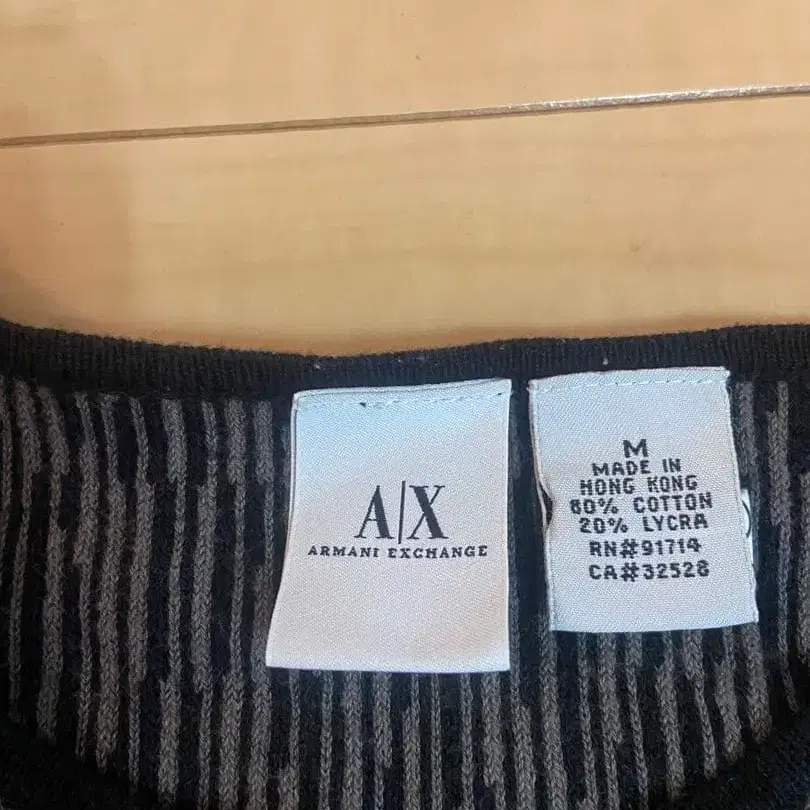 A|X
ARMANI EXCHANGE
M
MADE IN
HONG KONG
80% COTTON
20% LYCRA
RN#91714
CA#32528